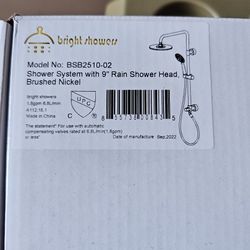 bright showers
Model No: BSB2510-02
Shower System with 9" Rain Shower Head,
Brushed Nickel
Bright showers
1.8gpm 6.8L/min
A112.18.1
Made in China
UPC
The statement" For use with automatic
compensating valves rated at 6.8L/min(1.8gpm)
or less"
Date of manufacture : Sep,2022